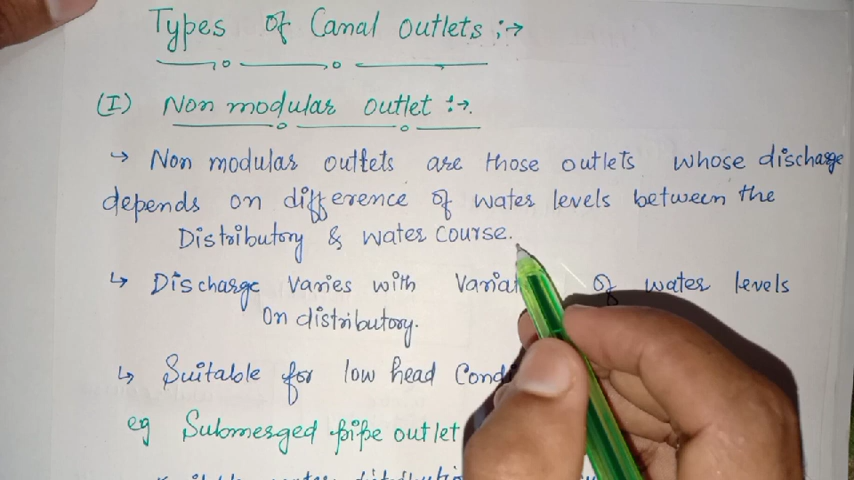 Types of Canal outlets :→
(I) Non modular outlet :→.
↳ Non modular outlets are those outlets whose discharge
depends on difference of water levels between the
Distributory & water course.
↳ Discharge varies with of water levels
on distributory.
↳ Suitable for low head
eg Submerged pipe outlet